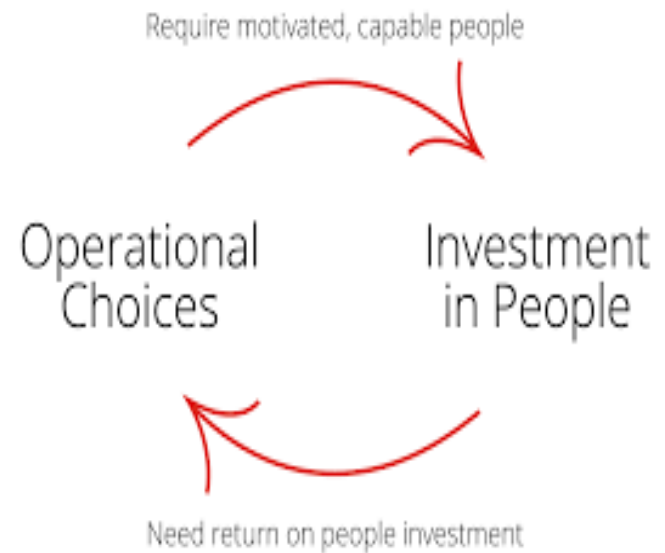 Require motivated, capable people
Operational
Choices
Investment
in People
Need return on people investment